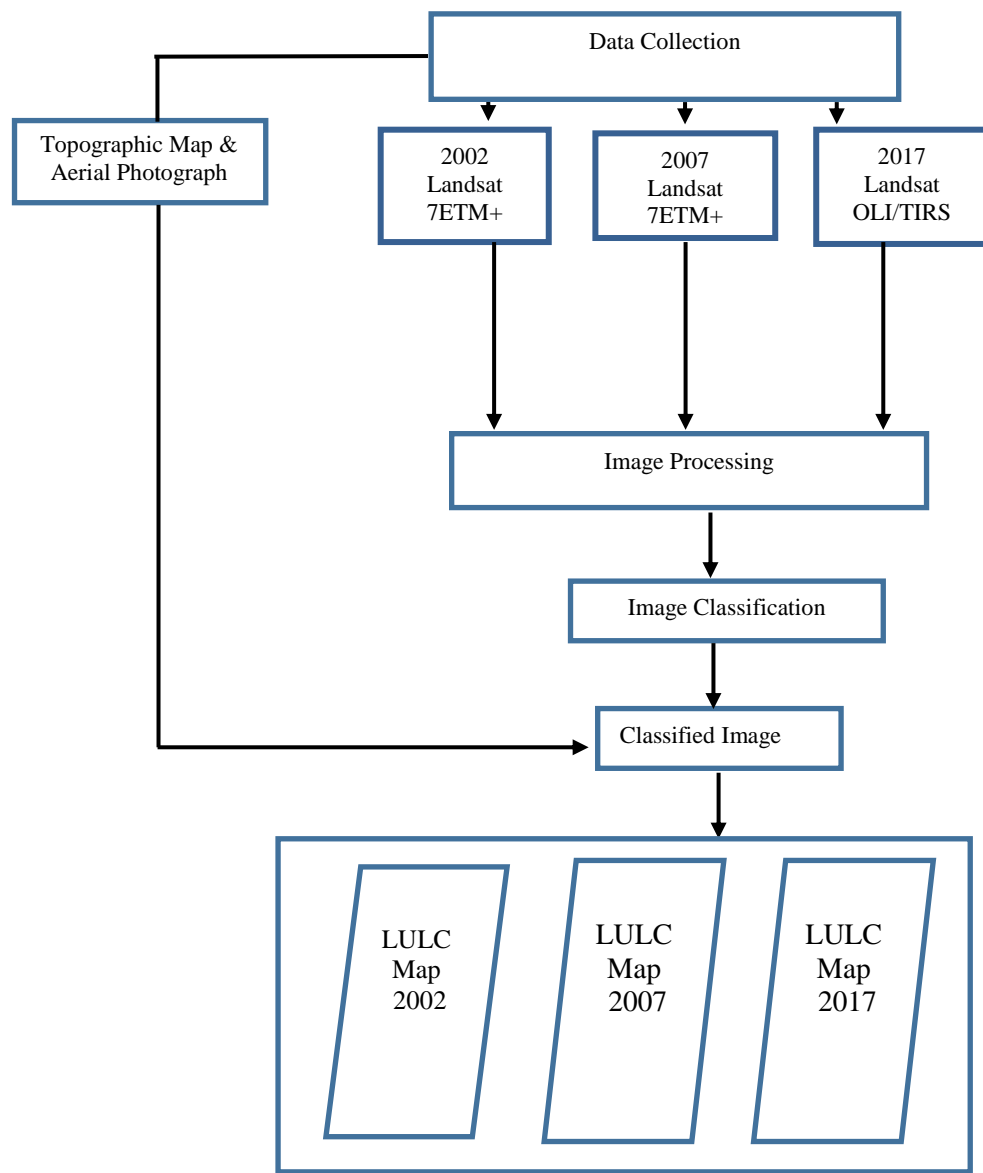 Data Collection
Topographic Map &
Aerial Photograph
2002
Landsat
7ETM+
2007
Landsat
7ETM+
2017
Landsat
OLI/TIRS
Image Processing
Image Classification
Classified Image
LULC
Map
2002
LULC
Map
2007
LULC
Map
2017